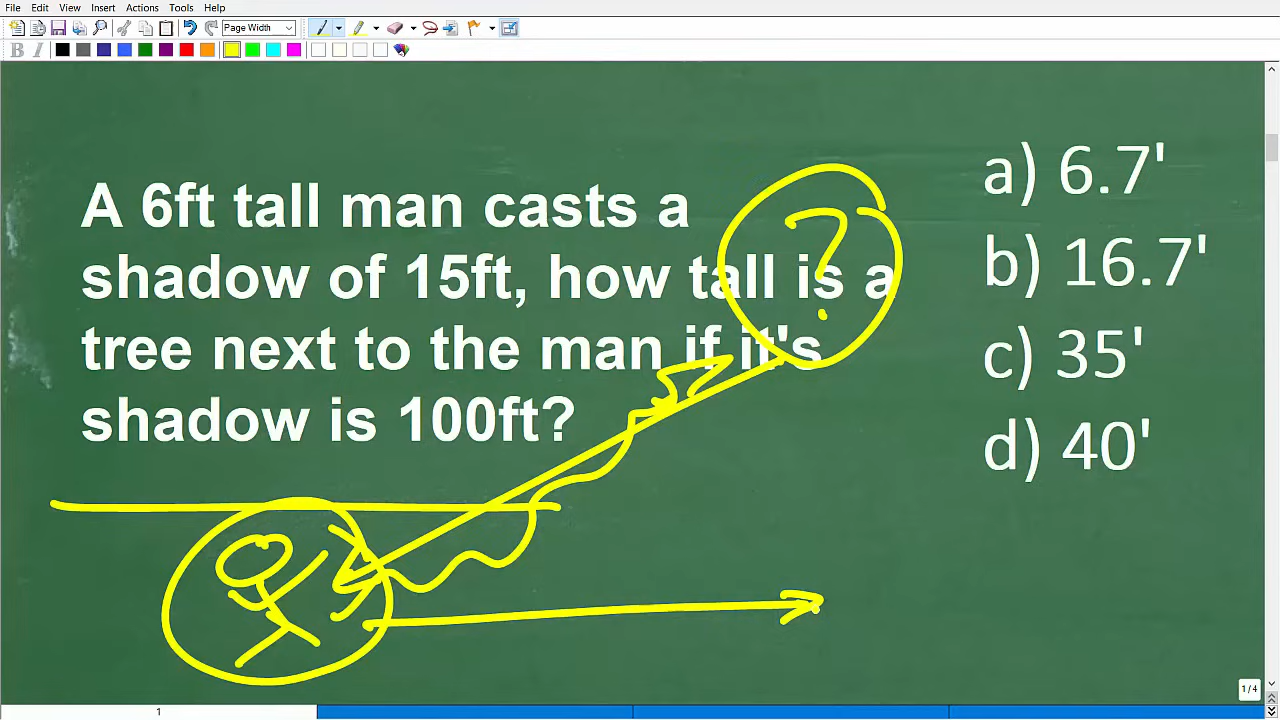 File Edit View Insert Actions Tools Help
Page Width
B I
A 6ft tall man casts a
shadow of 15ft, how tall is a
tree next to the man if it's
shadow is 100ft?
?
a) 6.7'
b) 16.7'
c) 35'
d) 40'
1/4
1